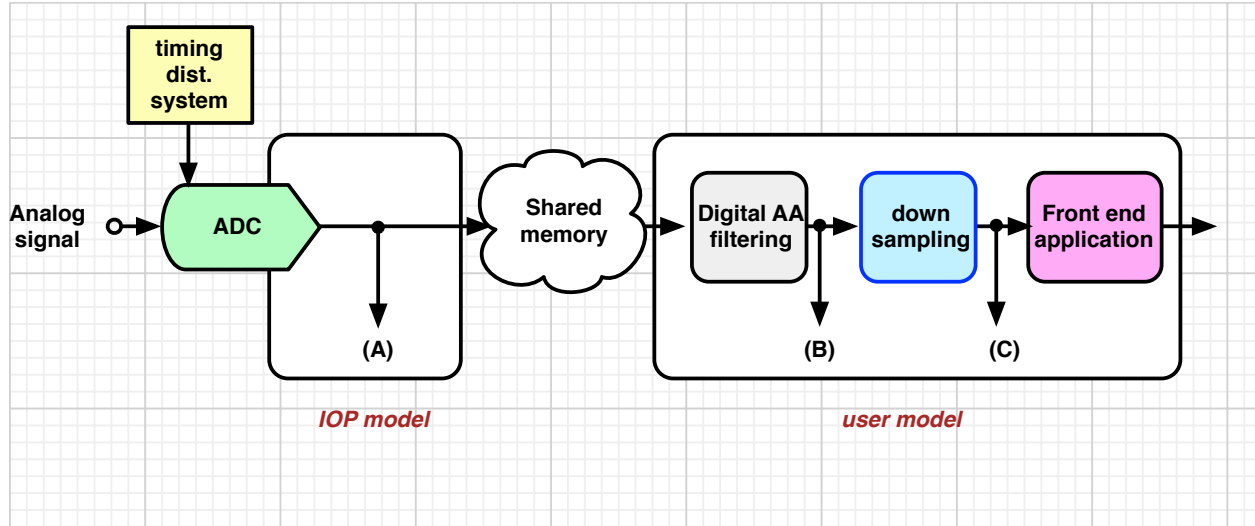 timing
dist.
system
Analog
signal
ADC
(A)
IOP model
Shared
memory
Digital AA
filtering
(B)
down
sampling
(C)
Front end
application
user model